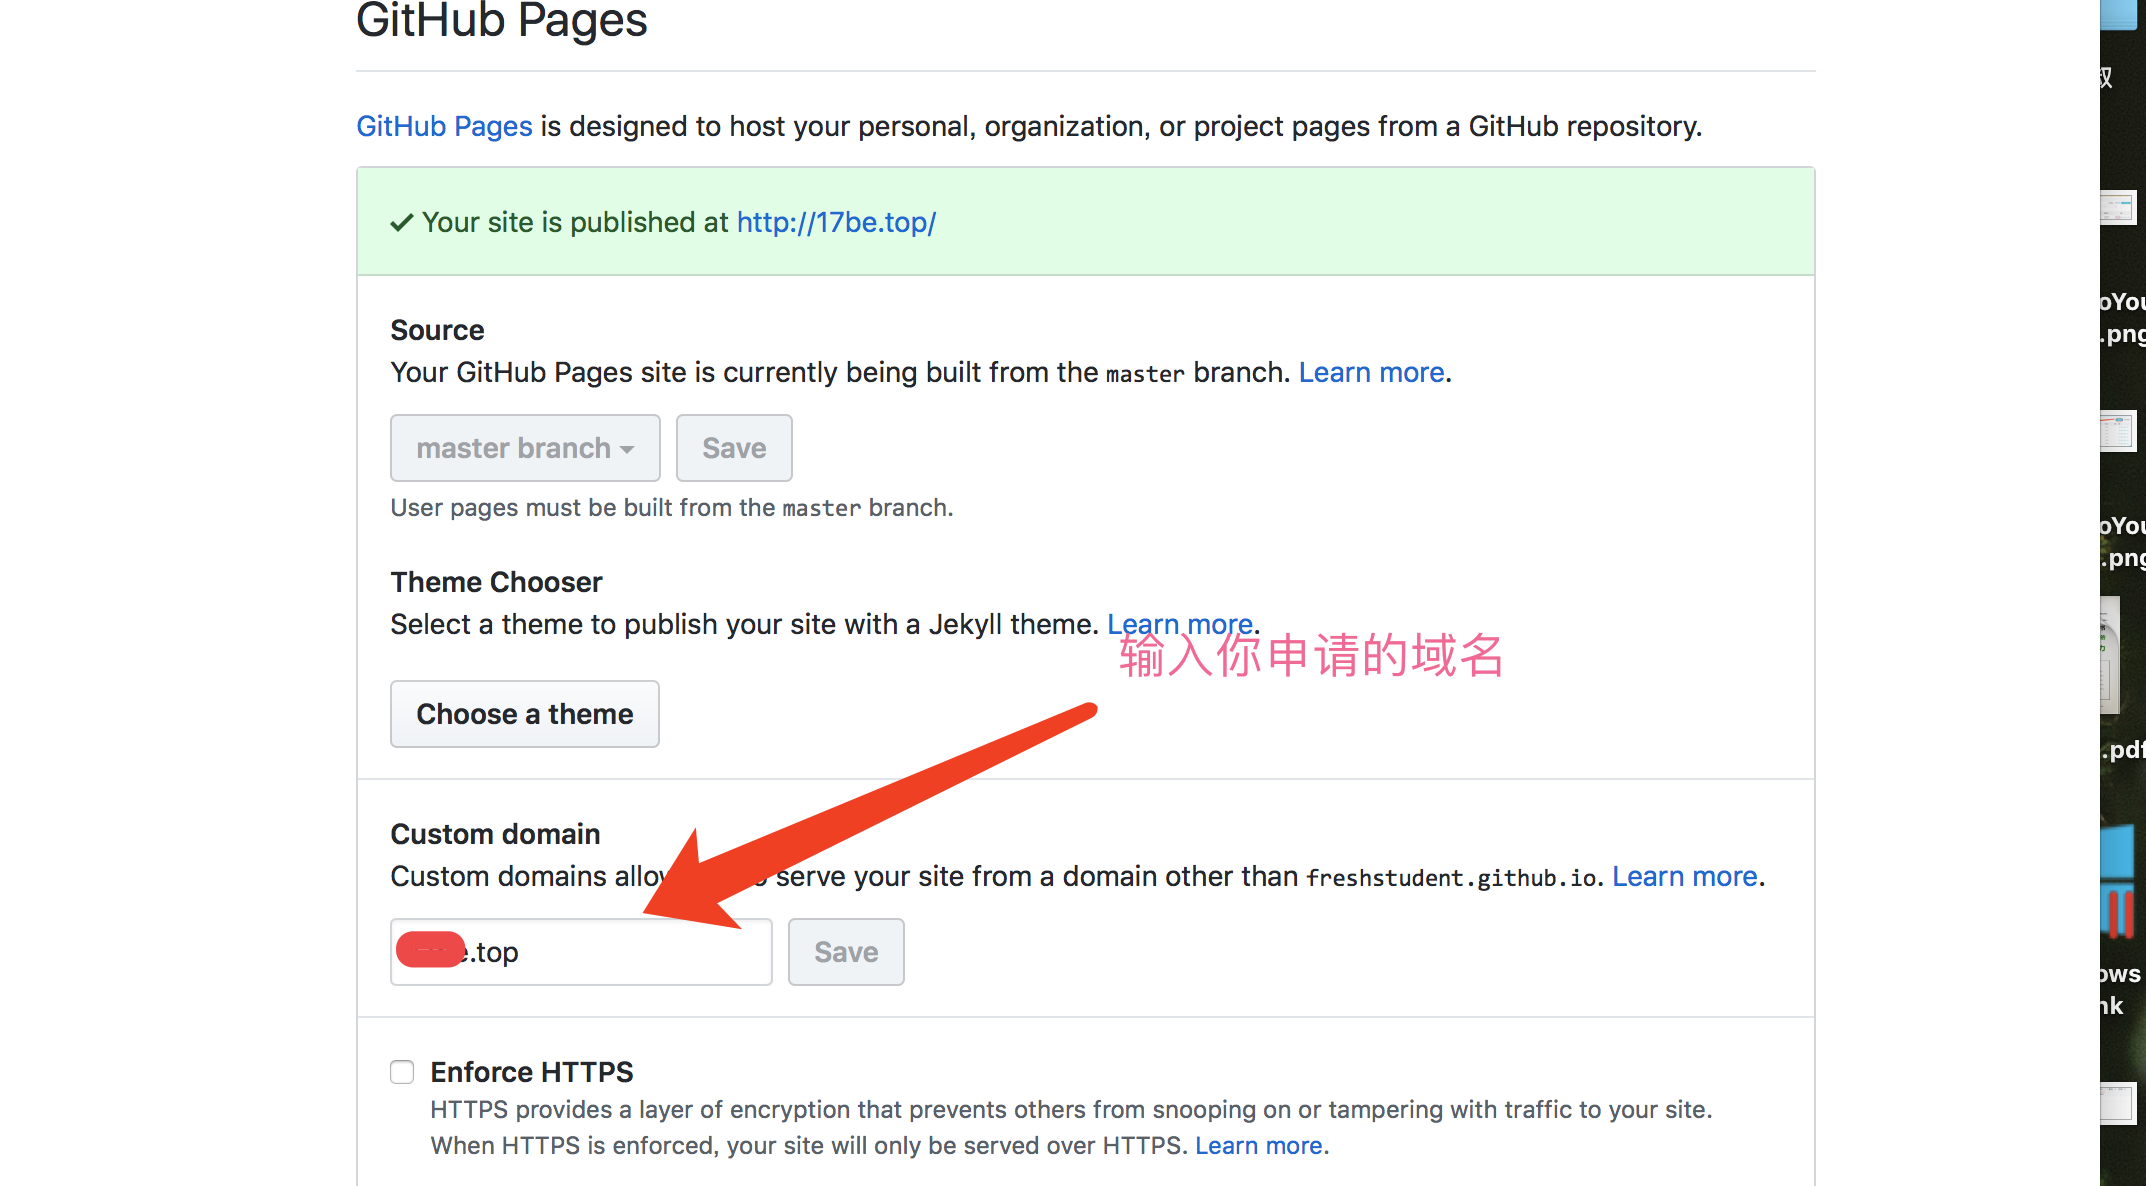 GitHub Pages
GitHub Pages is designed to host your personal, organization, or project pages from a GitHub repository.
Your site is published at http://17be.top/
Source
Your GitHub Pages site is currently being built from the master branch. Learn more.
master branch Save
User pages must be built from the master branch.
Theme Chooser
Select a theme to publish your site with a Jekyll theme. Learn more.
输入你申请的域名
Choose a theme
Custom domain
Custom domains allow serve your site from a domain other than freshstudent.github.io. Learn more.
e.top Save
Enforce HTTPS
HTTPS provides a layer of encryption that prevents others from snooping on or tampering with traffic to your site.
When HTTPS is enforced, your site will only be served over HTTPS. Learn more.
oYou
.png
oYou
.png
.pdf
ows
nk